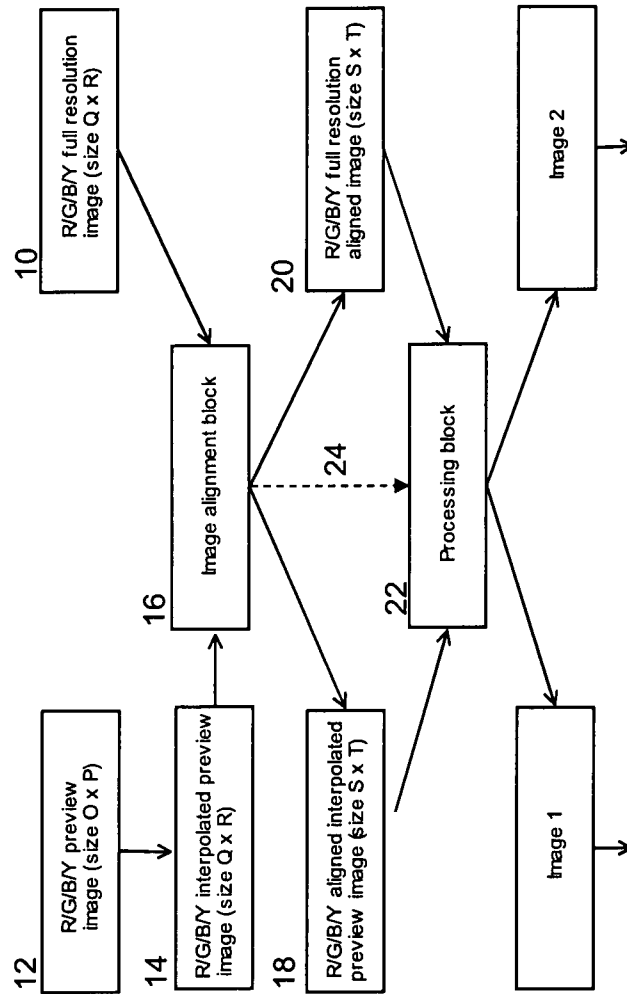 12
R/G/B/Y preview
image (size O x P)
10
R/G/B/Y full resolution
image (size Q x R)
14
R/G/B/Y interpolated preview
image (size Q x R)
16
Image alignment block
18
R/G/B/Y aligned interpolated
preview image (size S x T)
24
20
R/G/B/Y full resolution
aligned image (size S x T)
22
Processing block
Image 1
Image 2